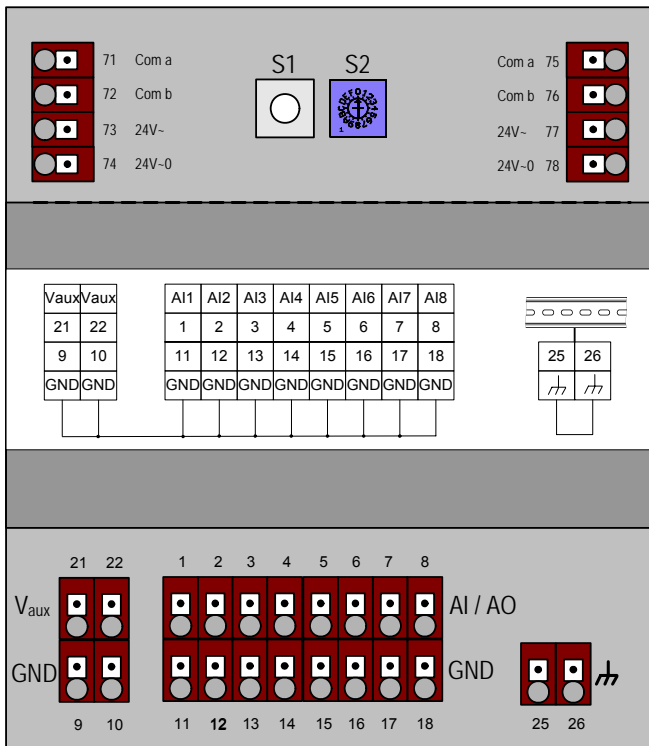 S1 S2
71 Com a
72 Com b
73 24V~
74 24V~0
Com a 75
Com b 76
24V~ 77
24V~0 78
Vaux Vaux AI1 AI2 AI3 AI4 AI5 AI6 AI7 AI8
21 22 1 2 3 4 5 6 7 8
9 10 11 12 13 14 15 16 17 18 25 26
GND GND GND GND GND GND GND GND GND GND
21 22 1 2 3 4 5 6 7 8
Vaux AI / AO
GND GND
9 10 11 12 13 14 15 16 17 18 25 26